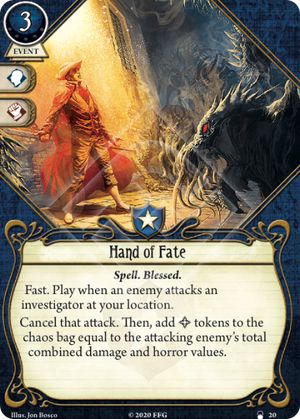 3
EVENT
Hand of Fate
Spell. Blessed.
Fast. Play when an enemy attacks an
investigator at your location.
Cancel that attack. Then, add tokens to the
chaos bag equal to the attacking enemy's total
combined damage and horror values.
Illus. Jon Bosco
© 2020 FFG
20